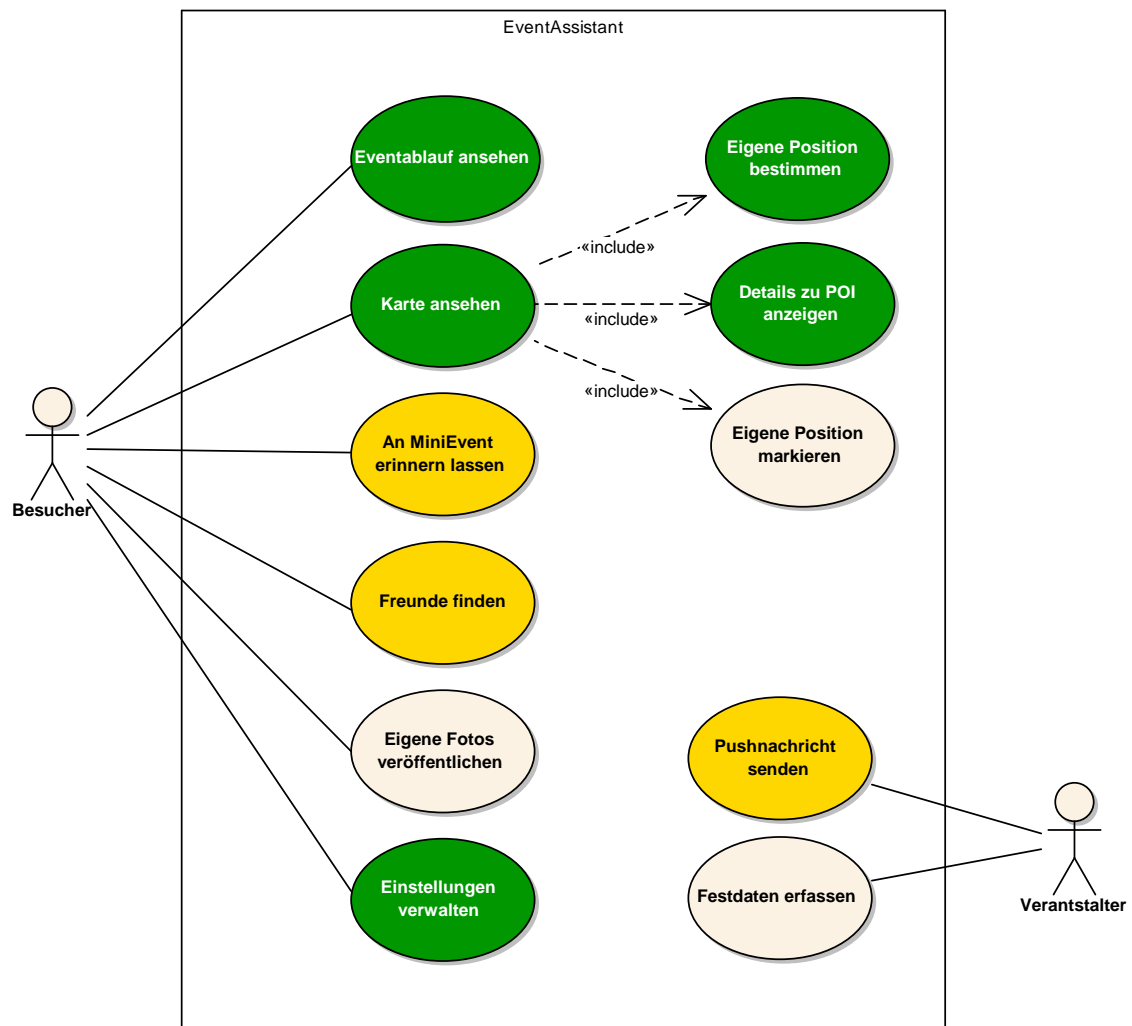 EventAssistant
Eventablauf ansehen
Eigene Position
bestimmen
«include»
Karte ansehen
Details zu POI
anzeigen
«include»
«include»
An MiniEvent
erinnern lassen
Eigene Position
markieren
Besucher
Freunde finden
Eigene Fotos
veröffentlichen
Pushnachricht
senden
Einstellungen
verwalten
Festdaten erfassen
Verantstalter